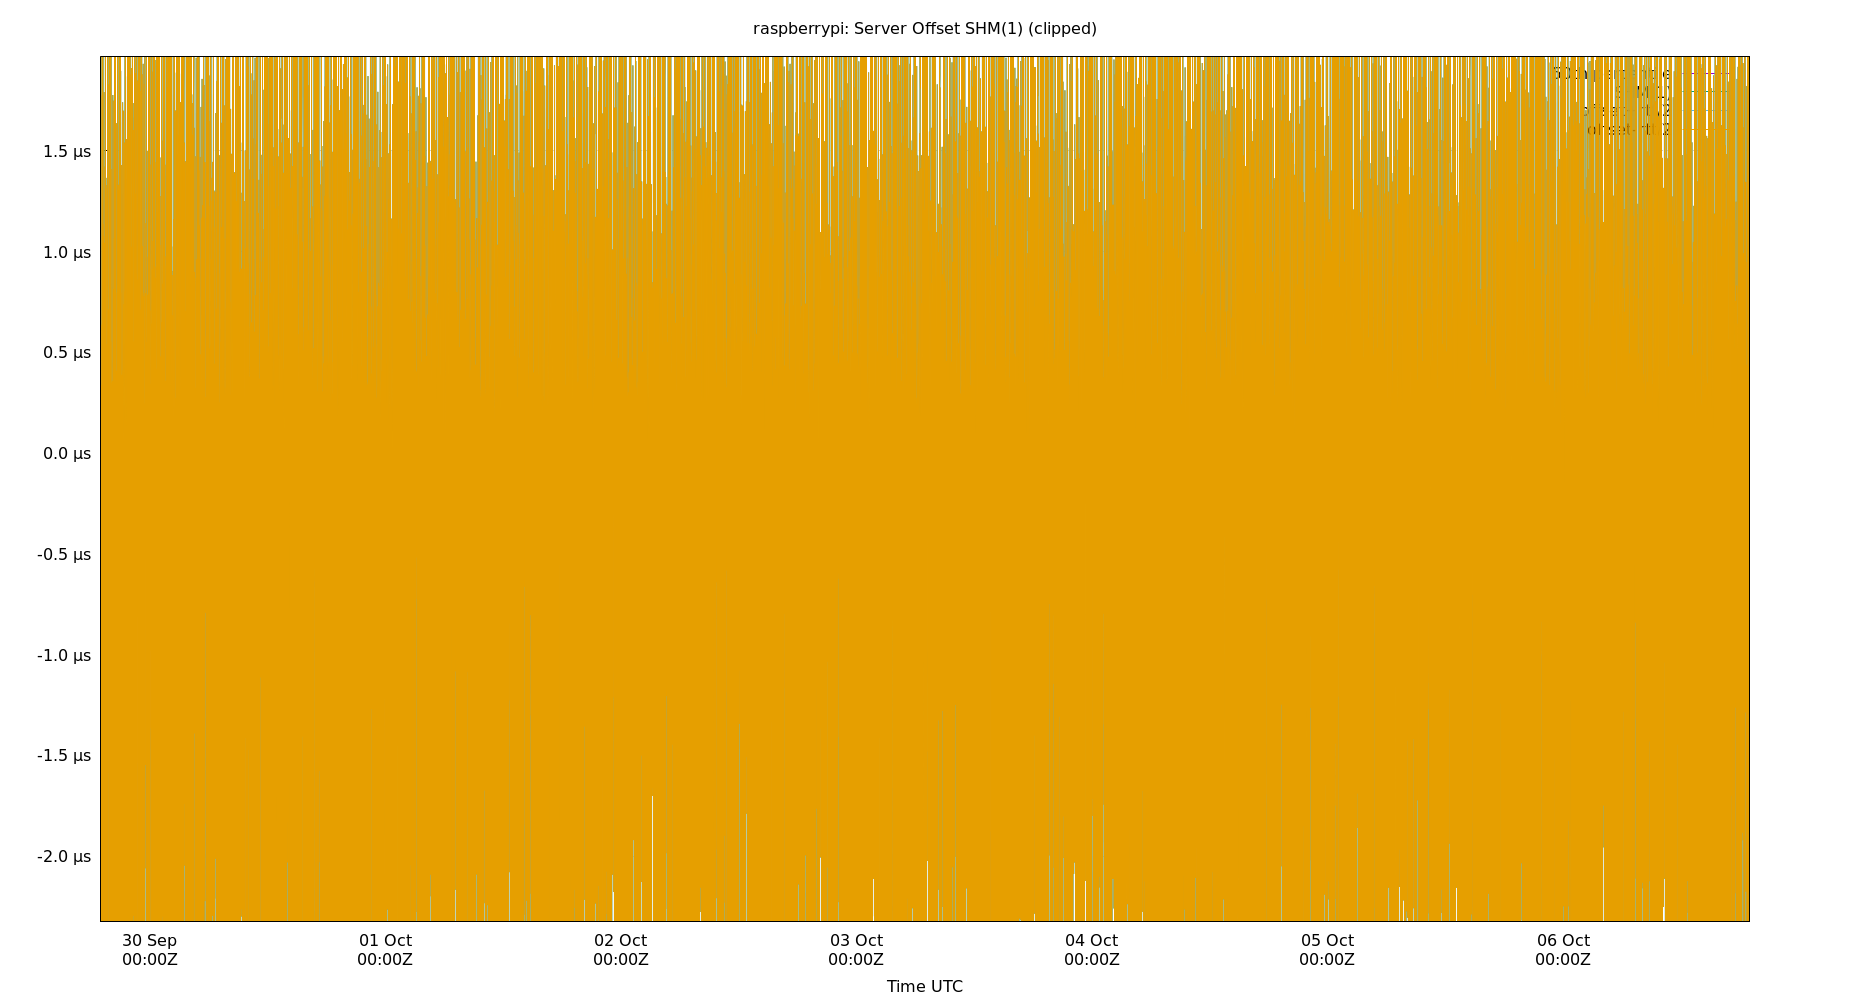 raspberrypi: Server Offset SHM(1) (clipped)
1.5 µs
1.0 µs
0.5 µs
0.0 µs
-0.5 µs
-1.0 µs
-1.5 µs
-2.0 µs
30 Sep 01 Oct 02 Oct 03 Oct 04 Oct 05 Oct 06 Oct
00:00Z 00:00Z 00:00Z 00:00Z 00:00Z 00:00Z 00:00Z
Time UTC